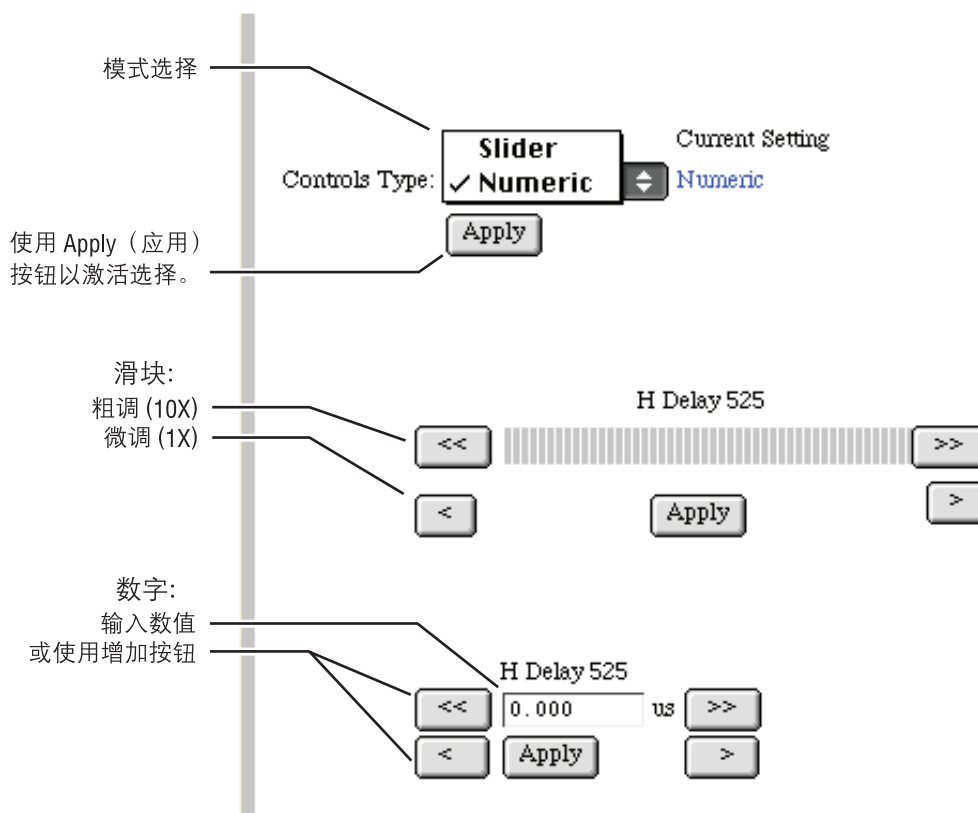 模式选择
Slider
Current Setting
Controls Type:
✓ Numeric
Numeric
Apply
使用 Apply（应用）
按钮以激活选择。
滑块:
粗调 (10X)
微调 (1X)
H Delay 525
<< >>
< Apply >
数字:
输入数值
或使用增加按钮
H Delay 525
<< 0.000 us >>
< Apply >